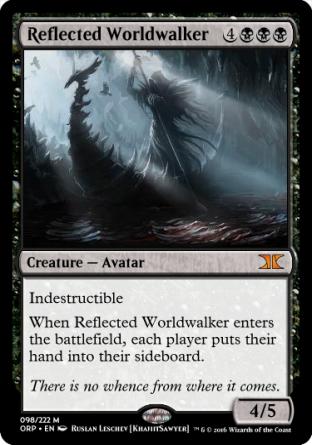 Reflected Worldwalker 4
Creature — Avatar
Indestructible
When Reflected Worldwalker enters
the battlefield, each player puts their
hand into their sideboard.
There is no whence from where it comes.
4/5
098/222 M
ORP • EN Ruslan Leschev [KhajiitSawyer] ™ & © 2016 Wizards of the Coast